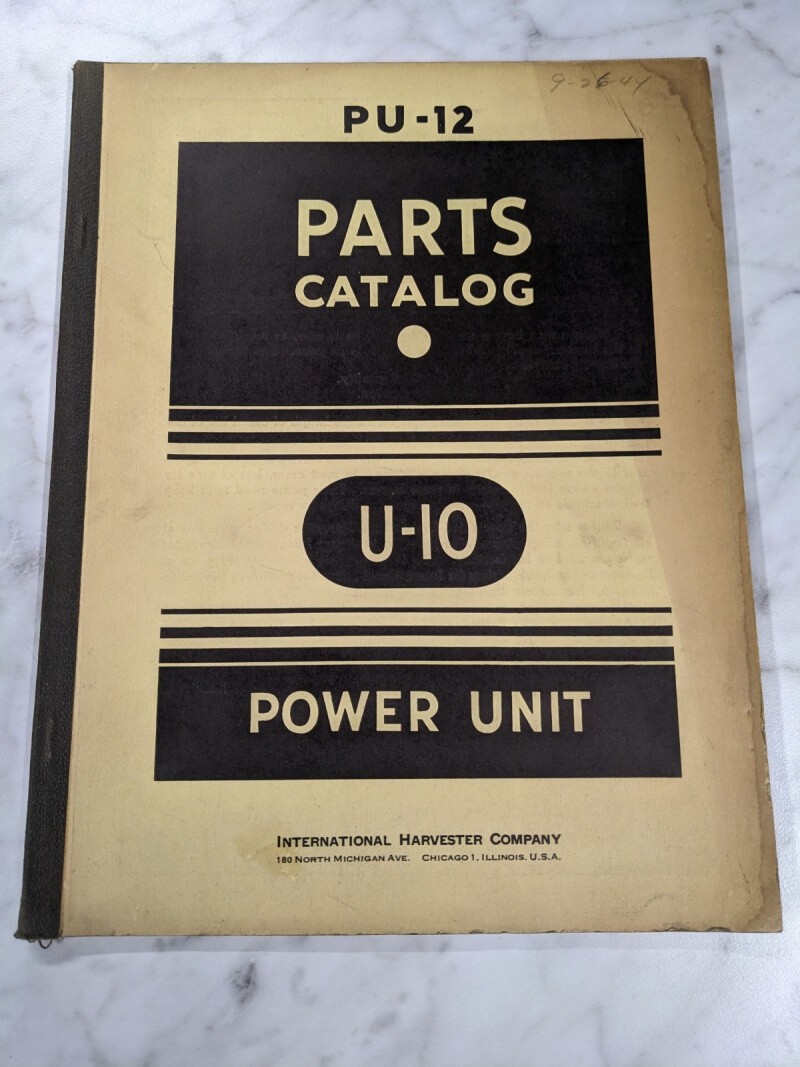 9-26-44
PU-12
PARTS
CATALOG
U-10
POWER UNIT
INTERNATIONAL HARVESTER COMPANY
180 NORTH MICHIGAN AVE. CHICAGO 1, ILLINOIS, U.S.A.